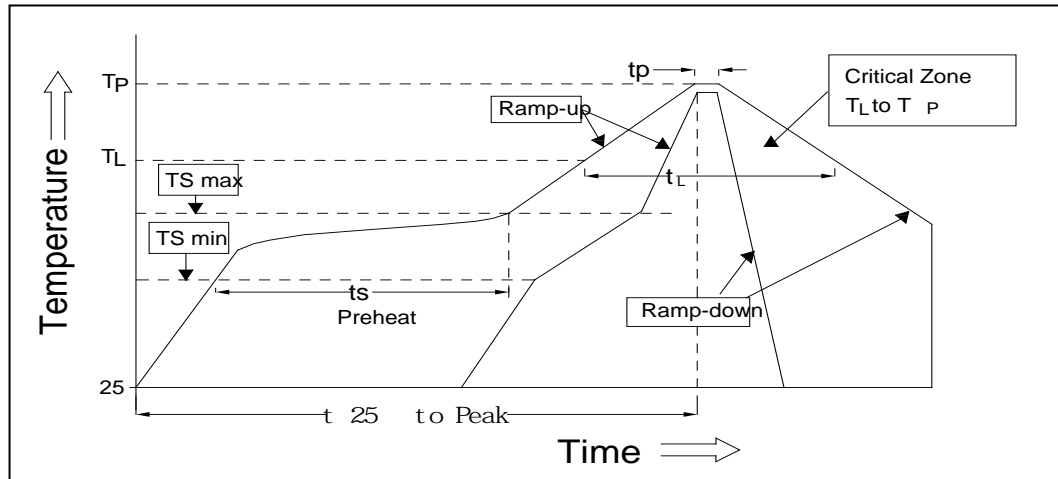 tp
TP
Critical Zone
TL to T P
Ramp-up
TL
TS max
tL
TS min
ts
Preheat
Ramp-down
Temperature
25
t 25 to Peak
Time